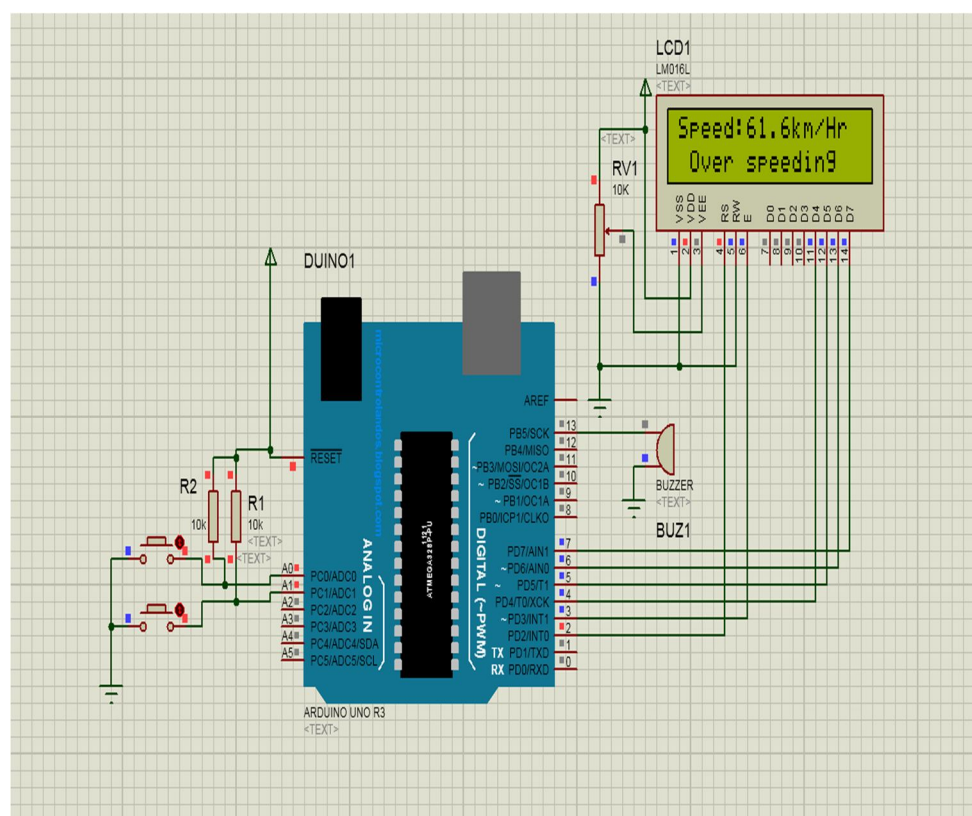 LCD1
LM016L
<TEXT>
Speed:61.6km/Hr
Over speeding
<TEXT>
RV1
10K
VSS
VDD
VEE
RS
RW
E
D0
D1
D2
D3
D4
D5
D6
D7
1
2
3
4
5
6
7
8
9
10
11
12
13
14
DUINO1
microcontrolandos.blogspot.com
AREF
RESET
PB5/SCK 13
PB4/MISO 12
~PB3/MOSI/OC2A 11
~PB2/SS/OC1B 10
~PB1/OC1A 9
PB0/ICP1/CLKO 8
PD7/AIN1 7
~PD6/AIN0 6
~PD5/T1 5
PD4/T0/XCK 4
~PD3/INT1 3
PD2/INT0 2
TX PD1/TXD 1
RX PD0/RXD 0
DIGITAL (~PWM)
ANALOG IN
ATMEGA328P-PU
1121
A0 PC0/ADC0
A1 PC1/ADC1
A2 PC2/ADC2
A3 PC3/ADC3
A4 PC4/ADC4/SDA
A5 PC5/ADC5/SCL
R2
10k
<TEXT>
R1
10k
<TEXT>
BUZZER
<TEXT>
BUZ1
ARDUINO UNO R3
<TEXT>